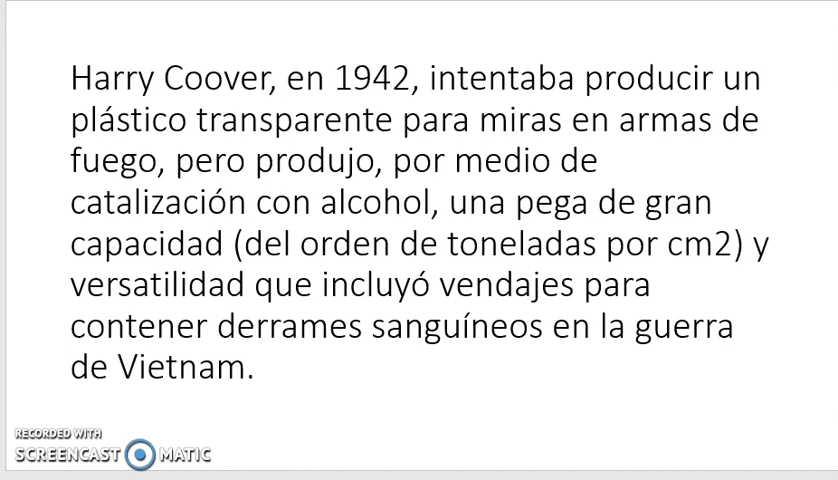 Harry Coover, en 1942, intentaba producir un
plástico transparente para miras en armas de
fuego, pero produjo, por medio de
catalización con alcohol, una pega de gran
capacidad (del orden de toneladas por cm2) y
versatilidad que incluyó vendajes para
contener derrames sanguíneos en la guerra
de Vietnam.
RECORDED WITH
SCREENCAST MATIC